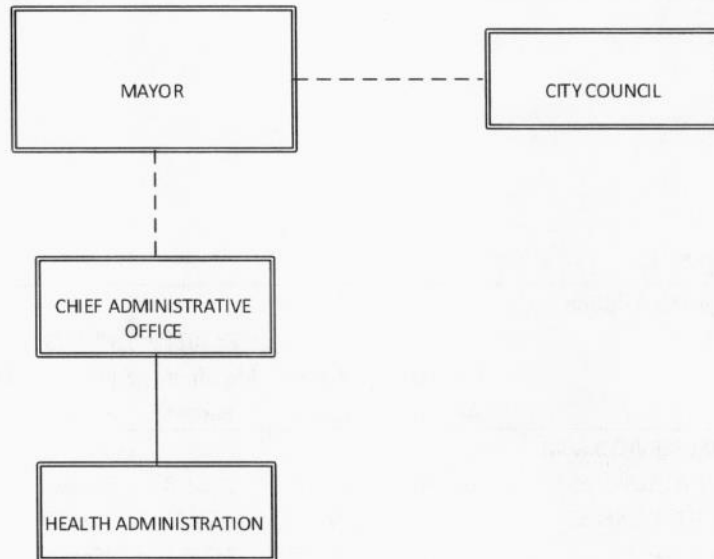 MAYOR
CITY COUNCIL
CHIEF ADMINISTRATIVE
OFFICE
HEALTH ADMINISTRATION